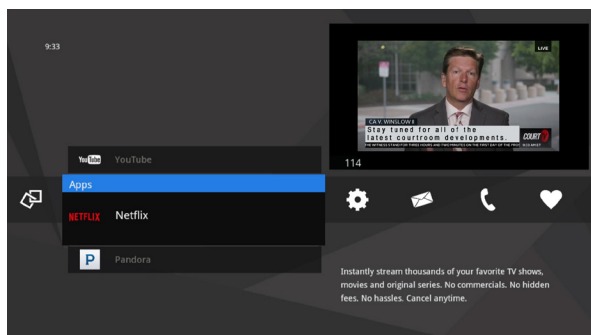 9:33
LIVE
CA V. WINSLOW II
Stay tuned for all of the
latest courtroom developments.
COURT
114
You Tube YouTube
Apps
NETFLIX Netflix
P Pandora
Instantly stream thousands of your favorite TV shows,
movies and original series. No commercials. No hidden
fees. No hassles. Cancel anytime.